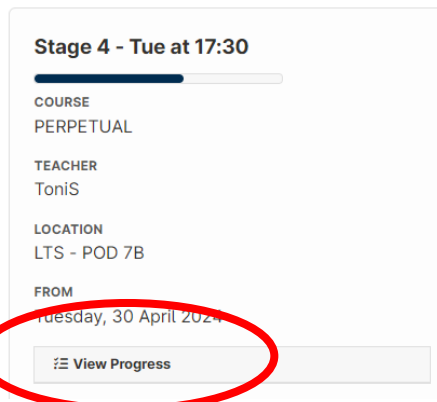 Stage 4 - Tue at 17:30
COURSE
PERPETUAL
TEACHER
ToniS
LOCATION
LTS - POD 7B
FROM
Tuesday, 30 April 2024
View Progress